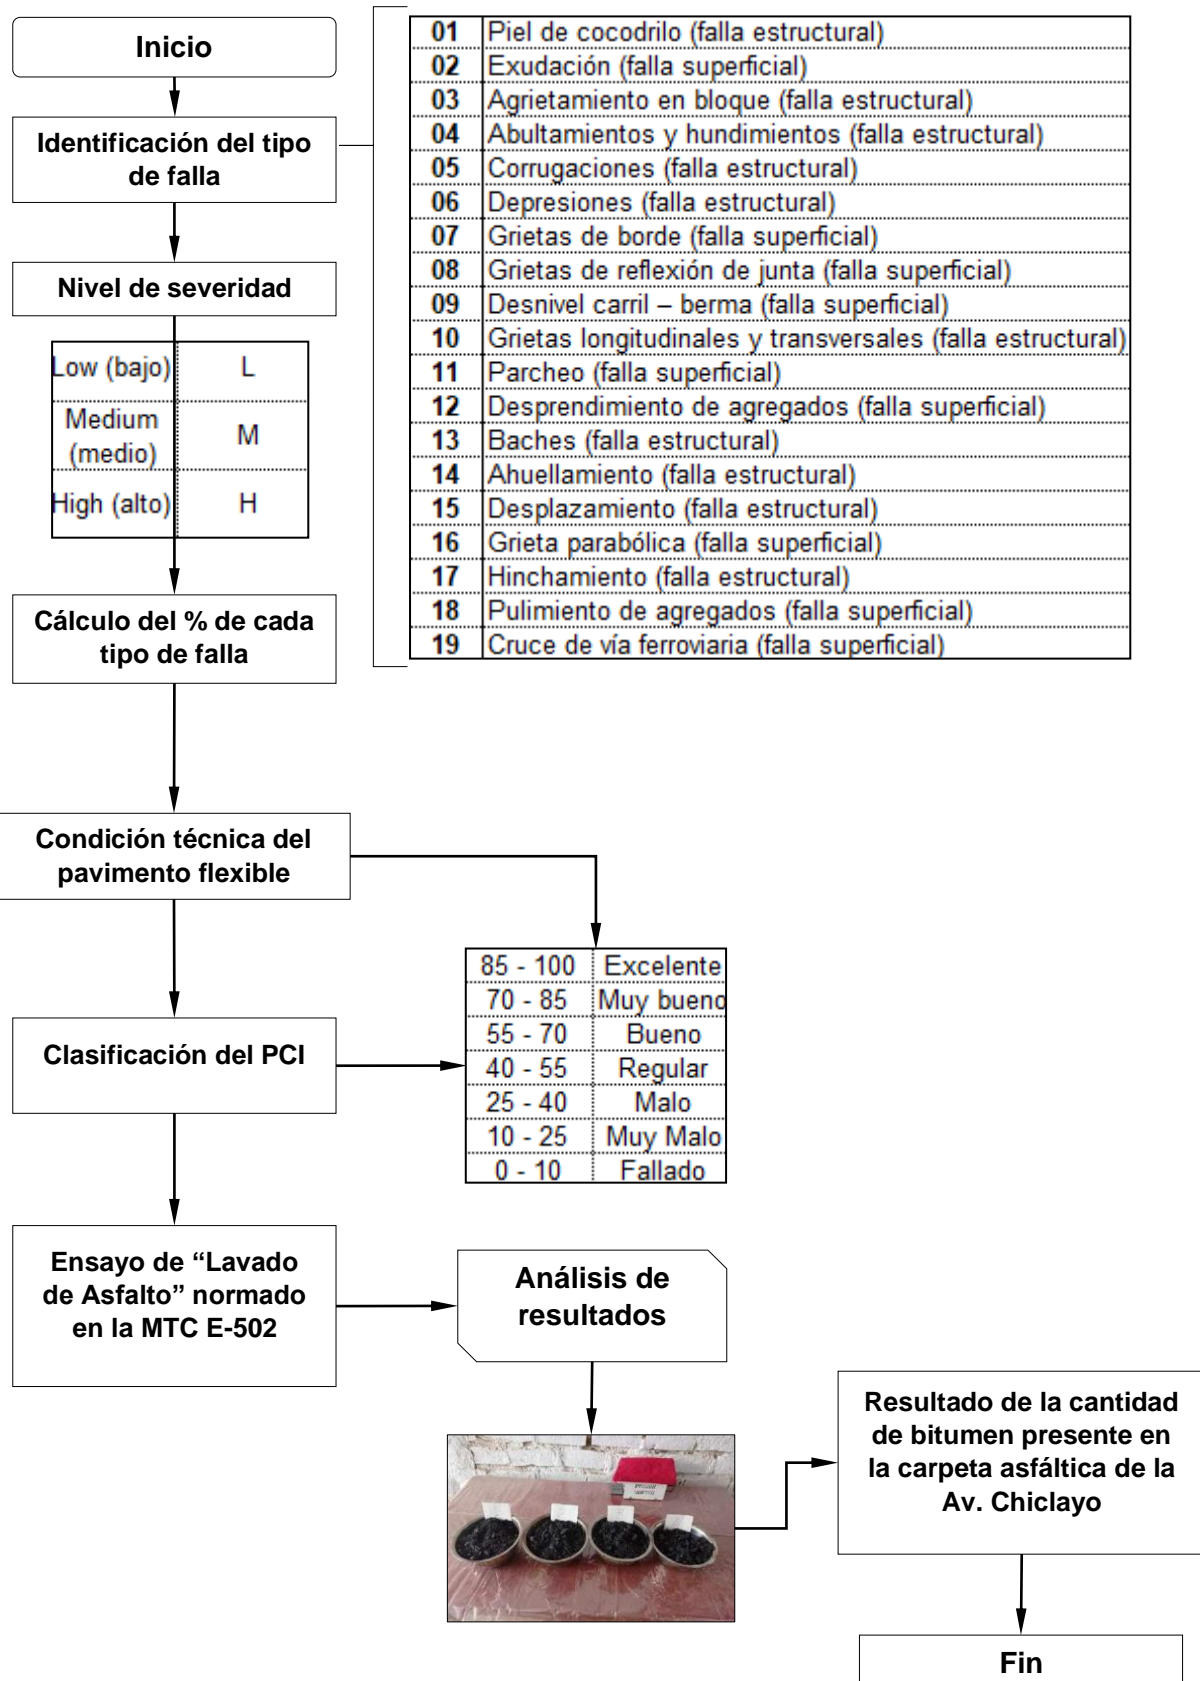 Inicio
Identificación del tipo
de falla
01 Piel de cocodrilo (falla estructural)
02 Exudación (falla superficial)
03 Agrietamiento en bloque (falla estructural)
04 Abultamientos y hundimientos (falla estructural)
05 Corrugaciones (falla estructural)
06 Depresiones (falla estructural)
07 Grietas de borde (falla superficial)
08 Grietas de reflexión de junta (falla superficial)
09 Desnivel carril – berma (falla superficial)
10 Grietas longitudinales y transversales (falla estructural)
11 Parcheo (falla superficial)
12 Desprendimiento de agregados (falla superficial)
13 Baches (falla estructural)
14 Ahuellamiento (falla estructural)
15 Desplazamiento (falla estructural)
16 Grieta parabólica (falla superficial)
17 Hinchamiento (falla estructural)
18 Pulimiento de agregados (falla superficial)
19 Cruce de vía ferroviaria (falla superficial)
Nivel de severidad
Low (bajo) L
Medium
(medio) M
High (alto) H
Cálculo del % de cada
tipo de falla
Condición técnica del
pavimento flexible
85 - 100 Excelente
70 - 85 Muy bueno
55 - 70 Bueno
40 - 55 Regular
25 - 40 Malo
10 - 25 Muy Malo
0 - 10 Fallado
Clasificación del PCI
Ensayo de “Lavado
de Asfalto” normado
en la MTC E-502
Análisis de
resultados
Resultado de la cantidad
de bitumen presente en
la carpeta asfáltica de la
Av. Chiclayo
Fin